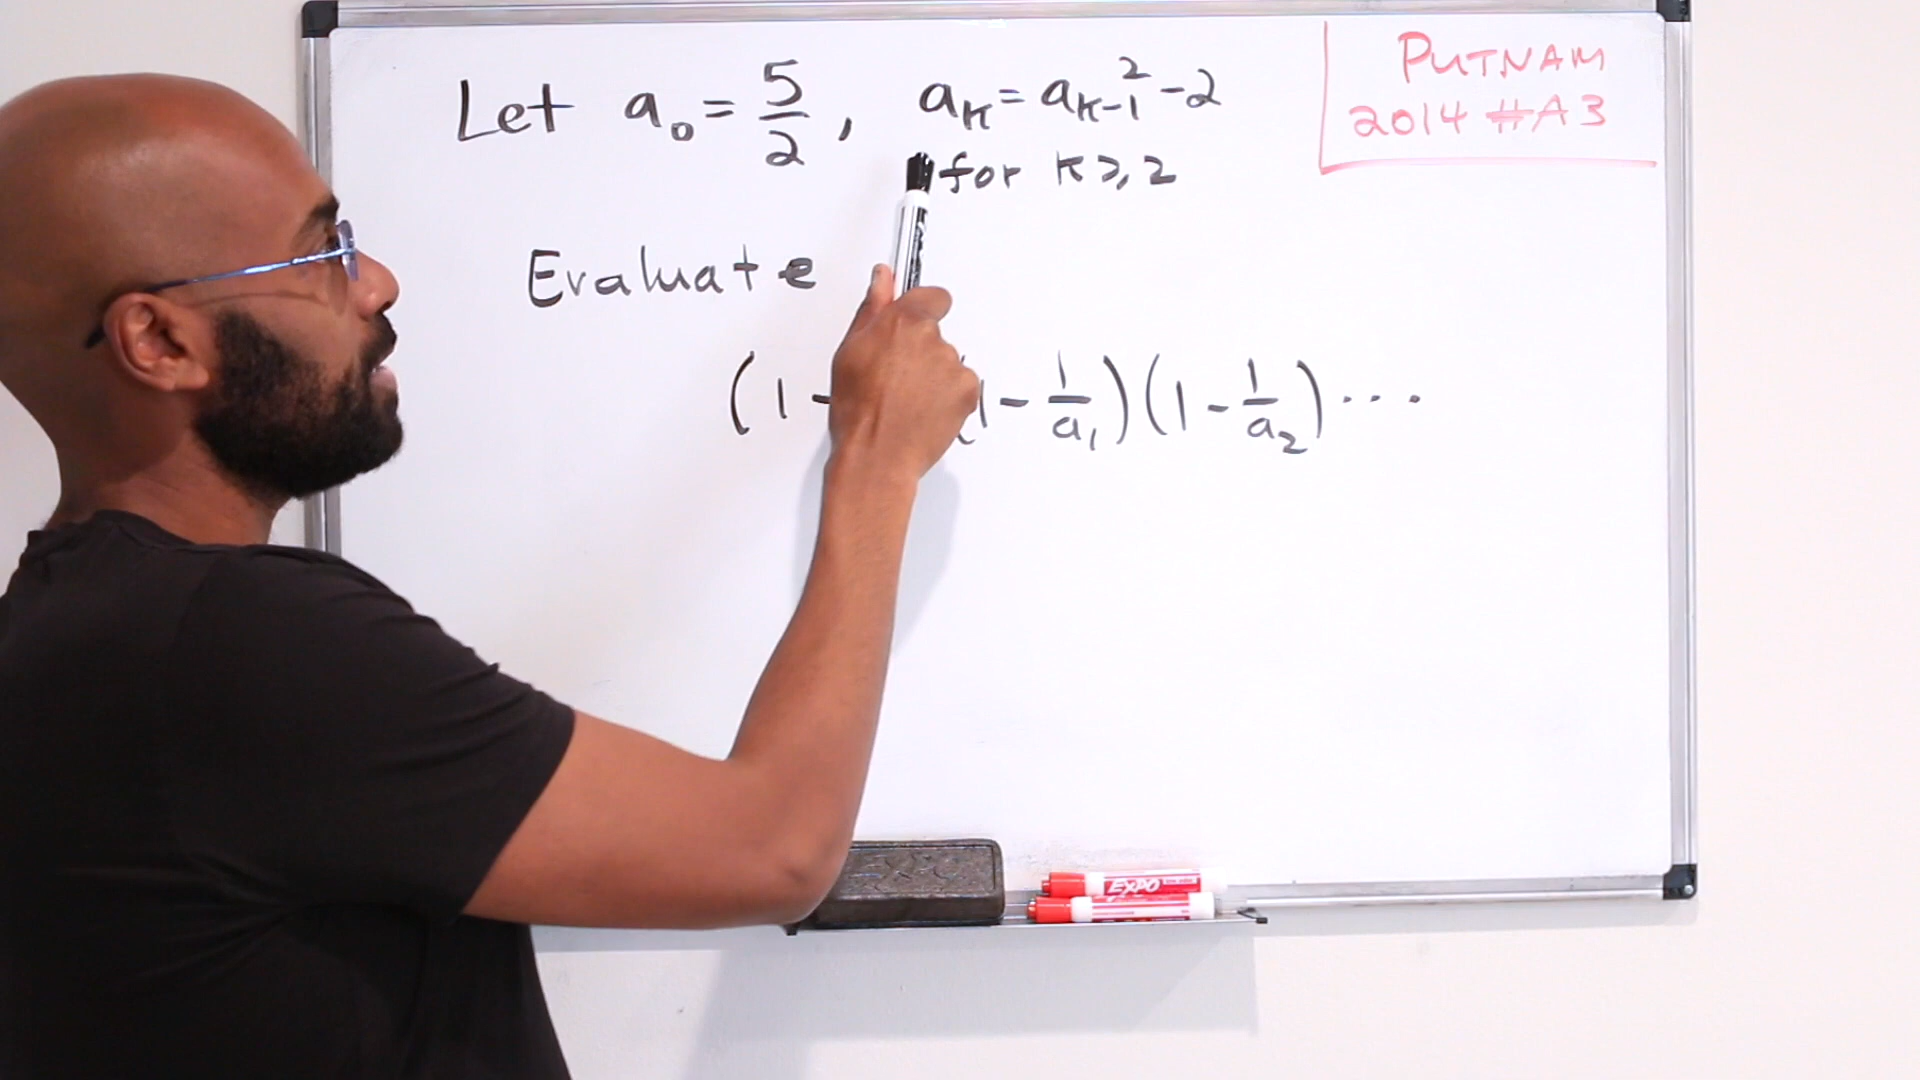 Let a₀ = 5/2, aₖ = aₖ₋₁² - 2
for k ≥ 2
PUTNAM
2014 #A3
Evaluate
(1 - (1 - 1/a₁)(1 - 1/a₂)...
EXPO